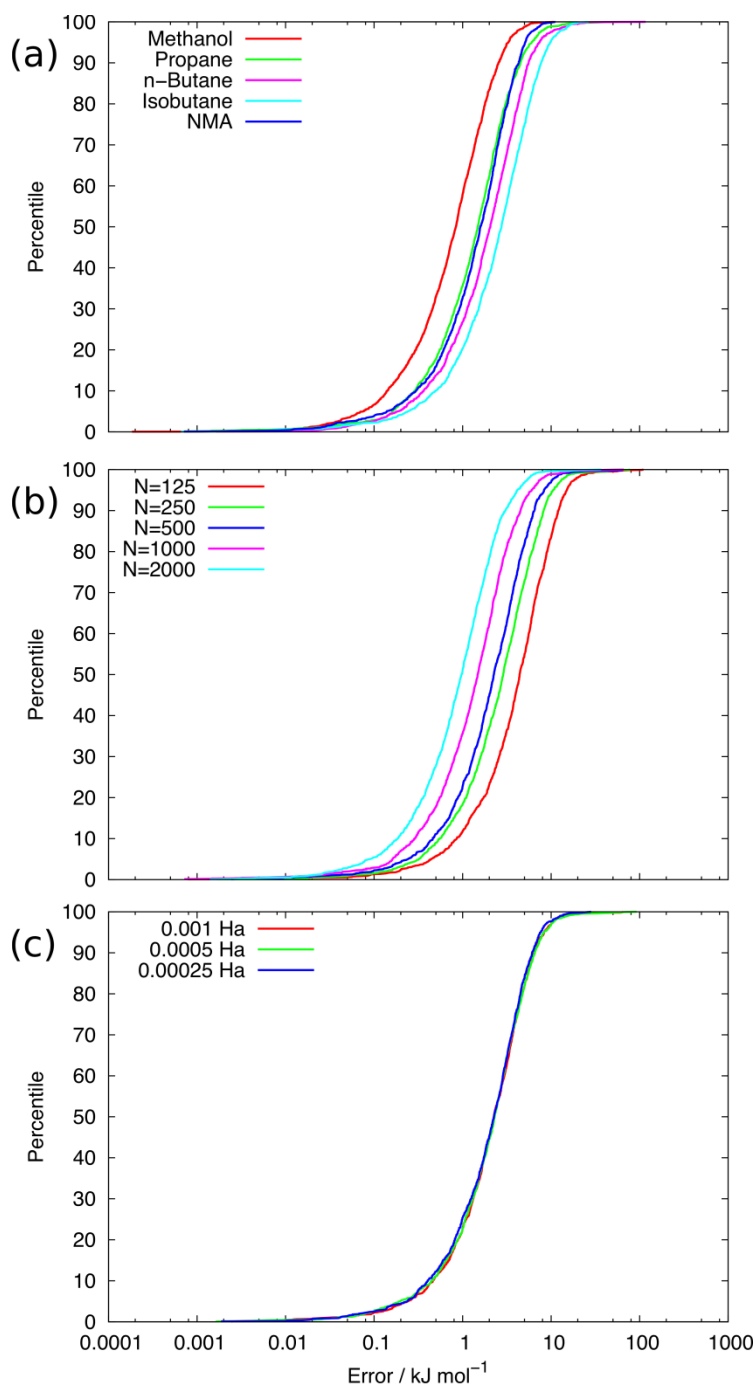 (a)
Methanol
Propane
n−Butane
Isobutane
NMA
Percentile
100
90
80
70
60
50
40
30
20
10
0
(b)
N=125
N=250
N=500
N=1000
N=2000
Percentile
100
90
80
70
60
50
40
30
20
10
0
(c)
0.001 Ha
0.0005 Ha
0.00025 Ha
Percentile
100
90
80
70
60
50
40
30
20
10
0
0.0001 0.001 0.01 0.1 1 10 100 1000
Error / kJ mol⁻¹